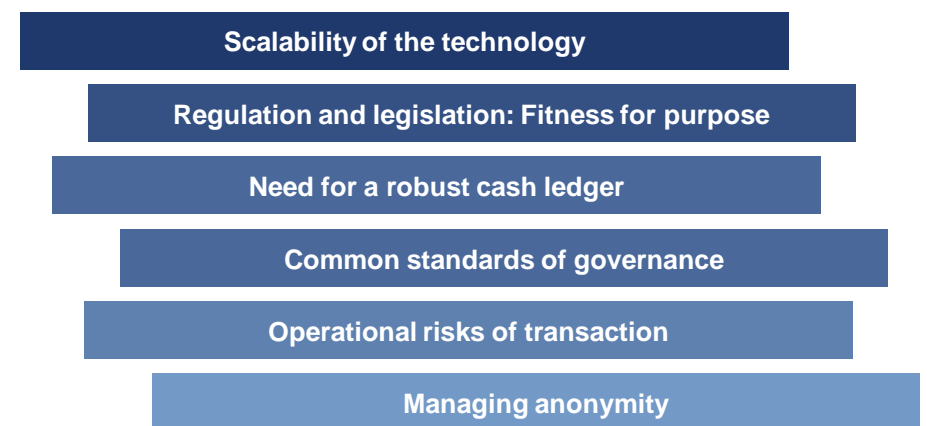 Scalability of the technology
Regulation and legislation: Fitness for purpose
Need for a robust cash ledger
Common standards of governance
Operational risks of transaction
Managing anonymity